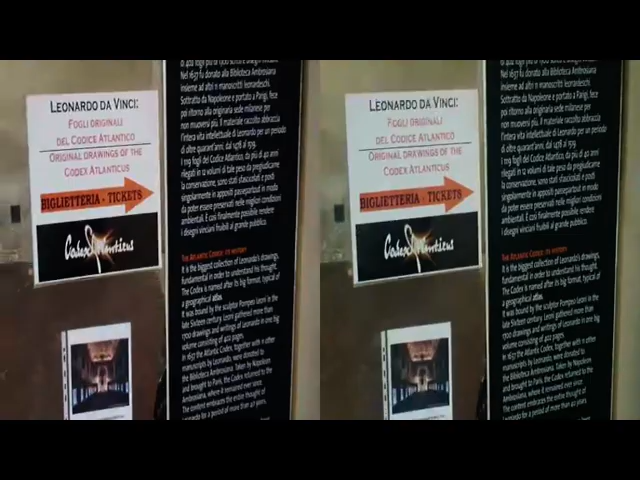 LEONARDO DA VINCI:
FOGLI ORIGINALI
DEL CODICE ATLANTICO
ORIGINAL DRAWINGS OF THE
CODEX ATLANTICUS
BIGLIETTERIA - TICKETS
Codex Atlanticus
Nel 1637 fu donato alla Biblioteca Ambrosiana
insieme ad altri 11 manoscritti leonardeschi.
Sottratto da Napoleone e portato a Parigi, fece
poi ritorno alla originaria sede milanese per
non muoversi più. Il materiale raccolto abbraccia
l'intera vita intellettuale di Leonardo per un periodo
di oltre quarant'anni, dal 1478 al 1519.
I 1119 fogli del Codice Atlantico, da più di 40 anni
rilegati in 12 volumi di tale peso da pregiudicarne
la conservazione, sono stati sfascicolati e posti
singolarmente in appositi passepartout in modo
da poter essere preservati nelle migliori condizioni
ambientali. E così finalmente possibile rendere
i disegni vinciani fruibili al grande pubblico.
THE ATLANTIC CODEX: ITS HISTORY
It is the biggest collection of Leonardo's drawings,
fundamental in order to understand his thought.
The Codex is named after its big format, typical of
a geographical atlas.
It was bound by the sculptor Pompeo Leoni in the
late Sixteen century (Leoni gathered more than
1700 drawings and writings of Leonardo in one big
volume consisting of 402 pages.
In 1637 the Atlantic Codex, together with 11 other
manuscripts by Leonardo, were donated to
the Biblioteca Ambrosiana. Taken by Napoleon
and brought to Paris, the Codex returned to the
Ambrosiana, where it remained ever since.
The content embraces the entire thought of
Leonardo for a period of more than 40 years